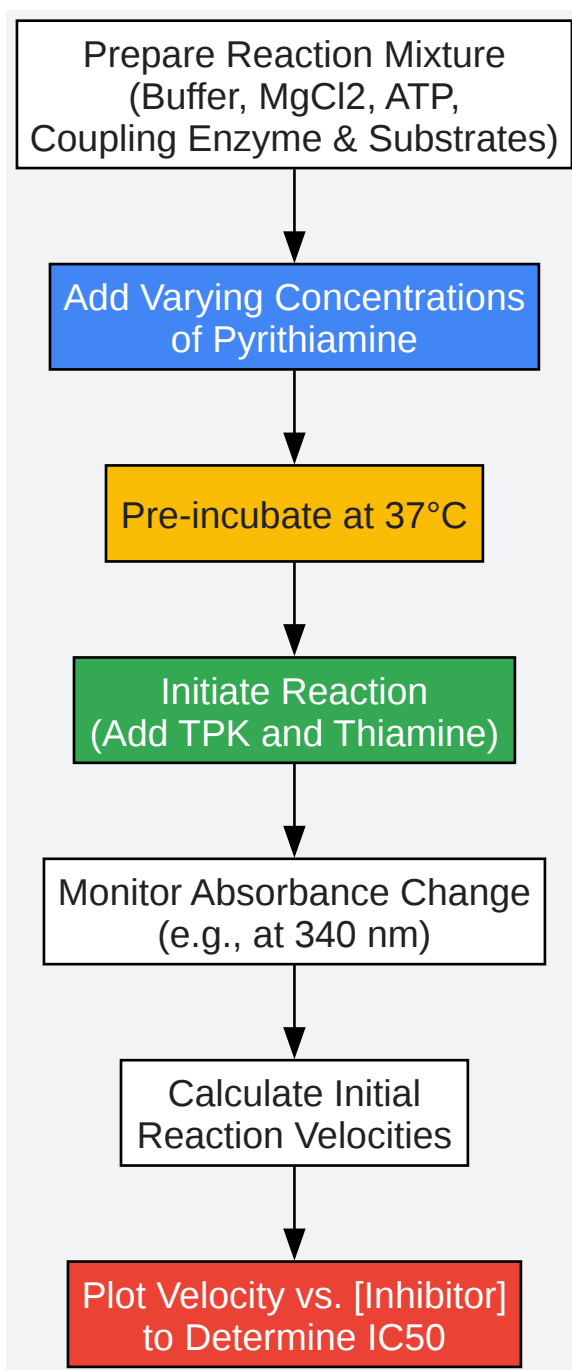 Prepare Reaction Mixture
(Buffer, MgCl2, ATP,
Coupling Enzyme & Substrates)
Add Varying Concentrations
of Pyrithiamine
Pre-incubate at 37°C
Initiate Reaction
(Add TPK and Thiamine)
Monitor Absorbance Change
(e.g., at 340 nm)
Calculate Initial
Reaction Velocities
Plot Velocity vs. [Inhibitor]
to Determine IC50